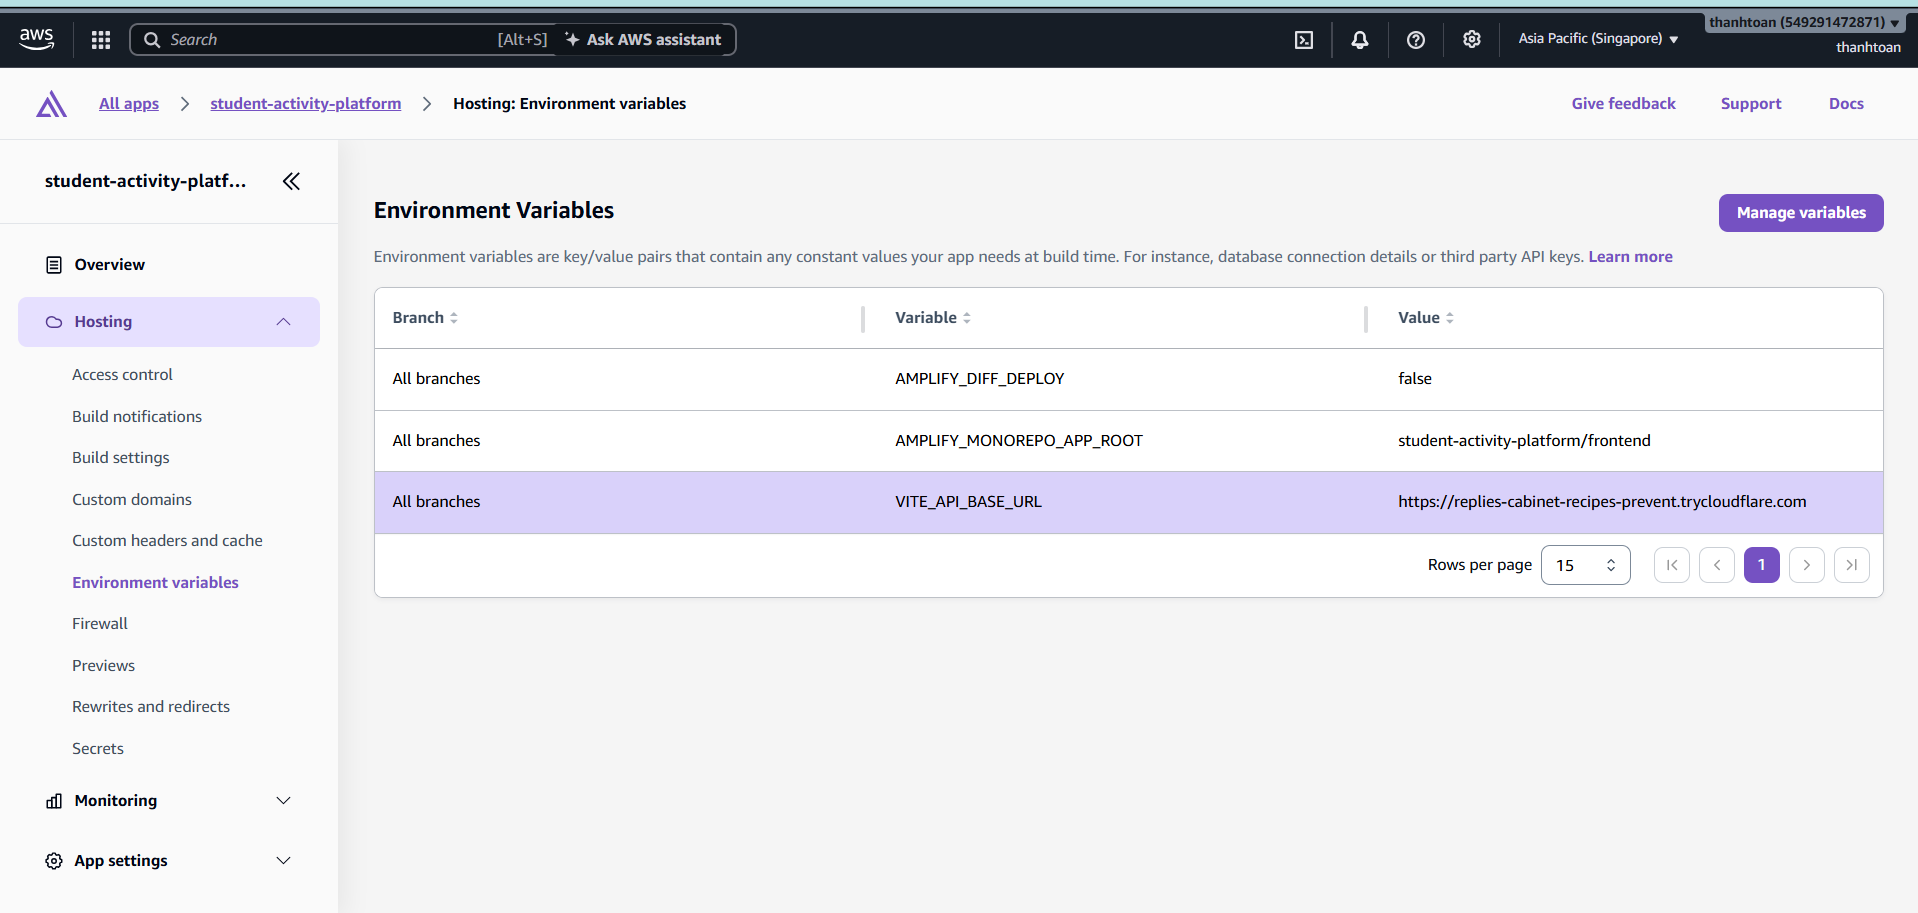 aws
Search [Alt+S] Ask AWS assistant
Asia Pacific (Singapore)
thanhtoan (549291472871)
thanhtoan
All apps
student-activity-platform
Hosting: Environment variables
Give feedback
Support
Docs
student-activity-platf...
Overview
Hosting
Access control
Build notifications
Build settings
Custom domains
Custom headers and cache
Environment variables
Firewall
Previews
Rewrites and redirects
Secrets
Monitoring
App settings
Environment Variables
Manage variables
Environment variables are key/value pairs that contain any constant values your app needs at build time. For instance, database connection details or third party API keys. Learn more
Branch Variable Value
All branches AMPLIFY_DIFF_DEPLOY false
All branches AMPLIFY_MONOREPO_APP_ROOT student-activity-platform/frontend
All branches VITE_API_BASE_URL https://replies-cabinet-recipes-prevent.trycloudflare.com
Rows per page 15 1